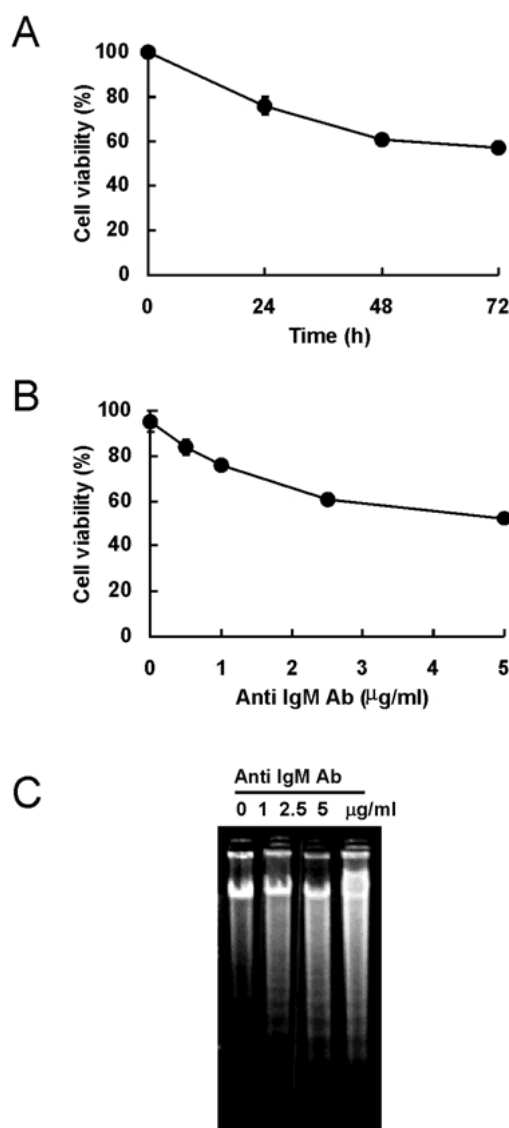 A
Cell viability (%)
100
80
60
40
20
0
0 24 48 72
Time (h)
B
Cell viability (%)
100
80
60
40
20
0
0 1 2 3 4 5
Anti IgM Ab (μg/ml)
C
Anti IgM Ab
0 1 2.5 5 μg/ml